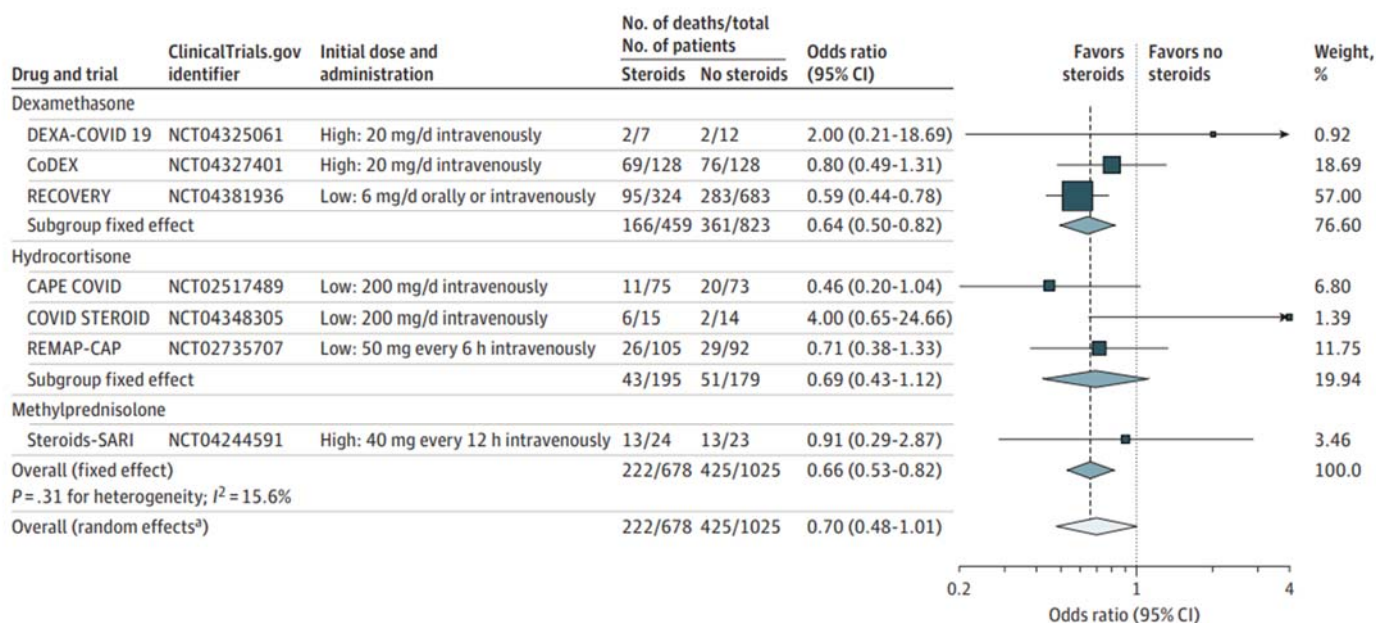 No. of deaths/total
ClinicalTrials.gov Initial dose and No. of patients Odds ratio Favors Favors no Weight,
Drug and trial identifier administration Steroids No steroids (95% CI) steroids steroids %
Dexamethasone
DEXA-COVID 19 NCT04325061 High: 20 mg/d intravenously 2/7 2/12 2.00 (0.21-18.69) 0.92
CoDEX NCT04327401 High: 20 mg/d intravenously 69/128 76/128 0.80 (0.49-1.31) 18.69
RECOVERY NCT04381936 Low: 6 mg/d orally or intravenously 95/324 283/683 0.59 (0.44-0.78) 57.00
Subgroup fixed effect 166/459 361/823 0.64 (0.50-0.82) 76.60
Hydrocortisone
CAPE COVID NCT02517489 Low: 200 mg/d intravenously 11/75 20/73 0.46 (0.20-1.04) 6.80
COVID STEROID NCT04348305 Low: 200 mg/d intravenously 6/15 2/14 4.00 (0.65-24.66) 1.39
REMAP-CAP NCT02735707 Low: 50 mg every 6 h intravenously 26/105 29/92 0.71 (0.38-1.33) 11.75
Subgroup fixed effect 43/195 51/179 0.69 (0.43-1.12) 19.94
Methylprednisolone
Steroids-SARI NCT04244591 High: 40 mg every 12 h intravenously 13/24 13/23 0.91 (0.29-2.87) 3.46
Overall (fixed effect) 222/678 425/1025 0.66 (0.53-0.82) 100.0
P = .31 for heterogeneity; I² = 15.6%
Overall (random effectsᵃ) 222/678 425/1025 0.70 (0.48-1.01)
0.2 1 4
Odds ratio (95% CI)